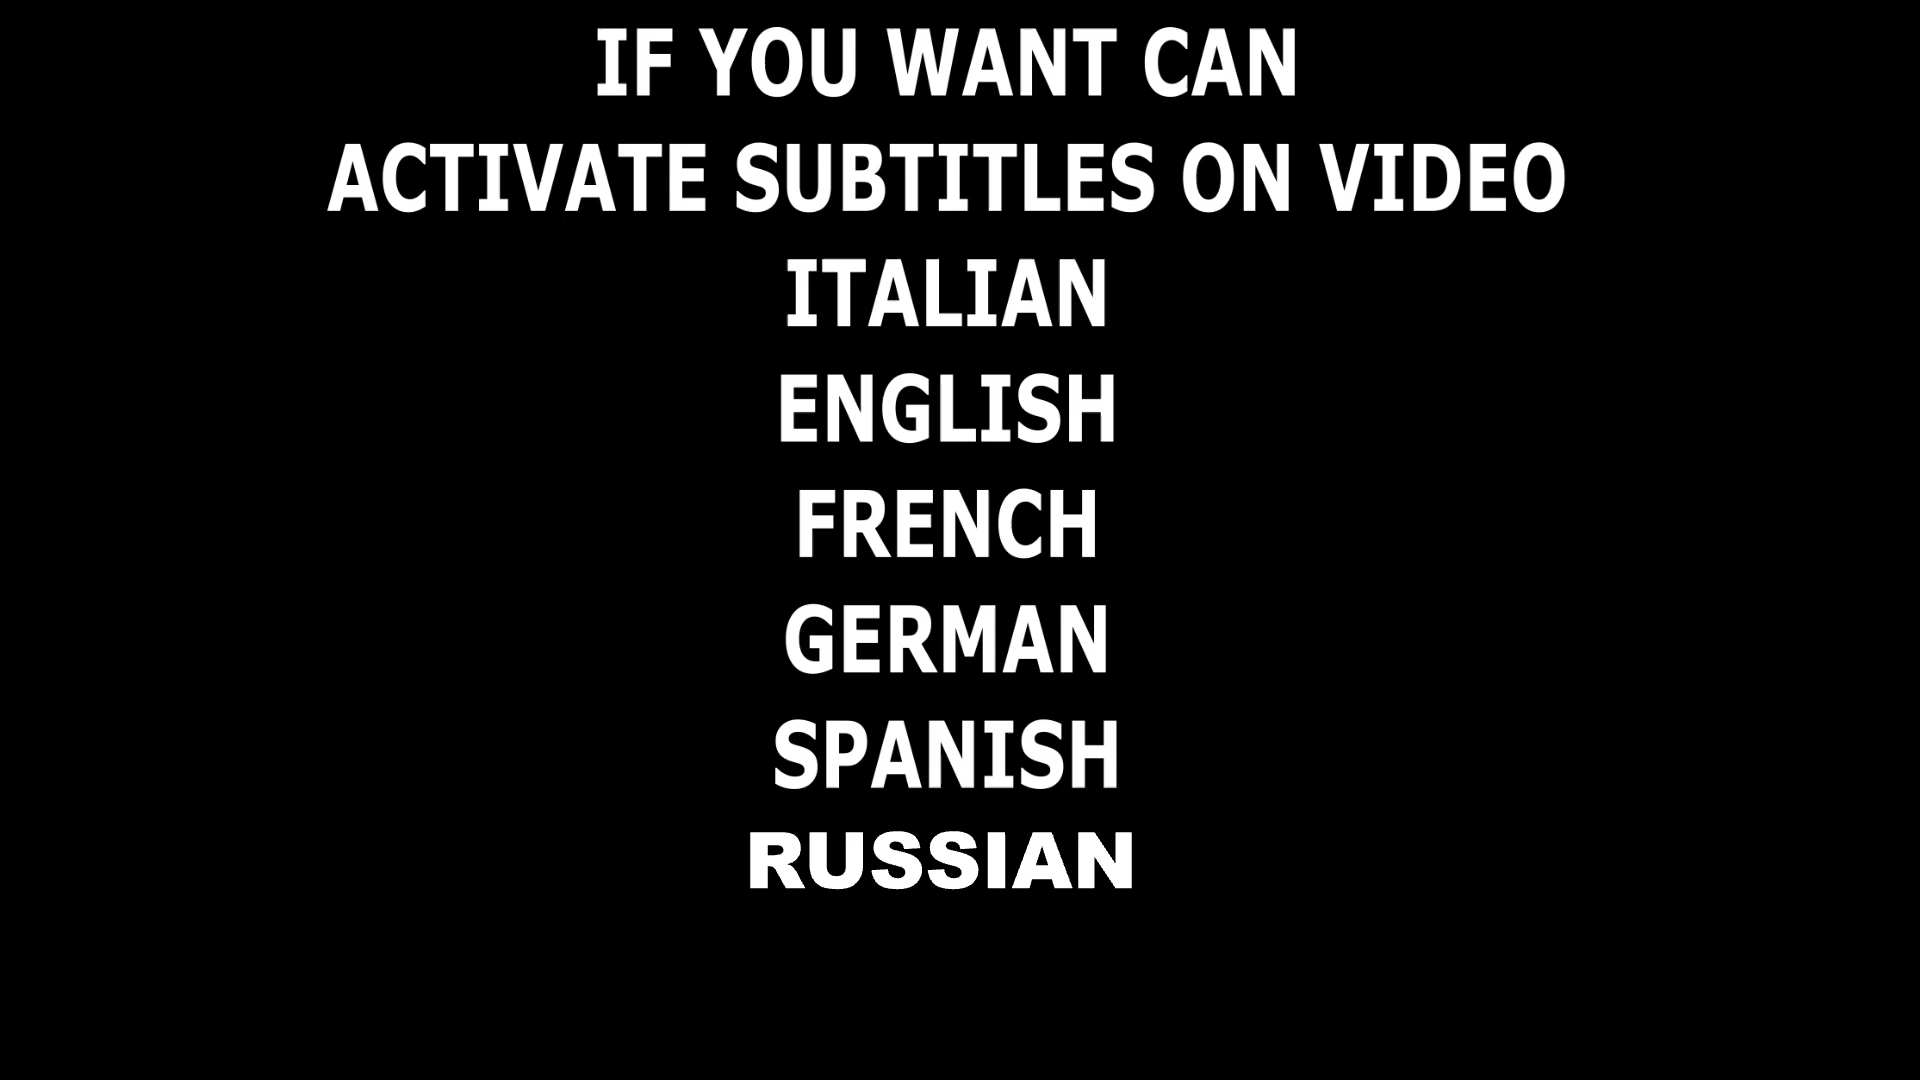 IF YOU WANT CAN
ACTIVATE SUBTITLES ON VIDEO
ITALIAN
ENGLISH
FRENCH
GERMAN
SPANISH
RUSSIAN